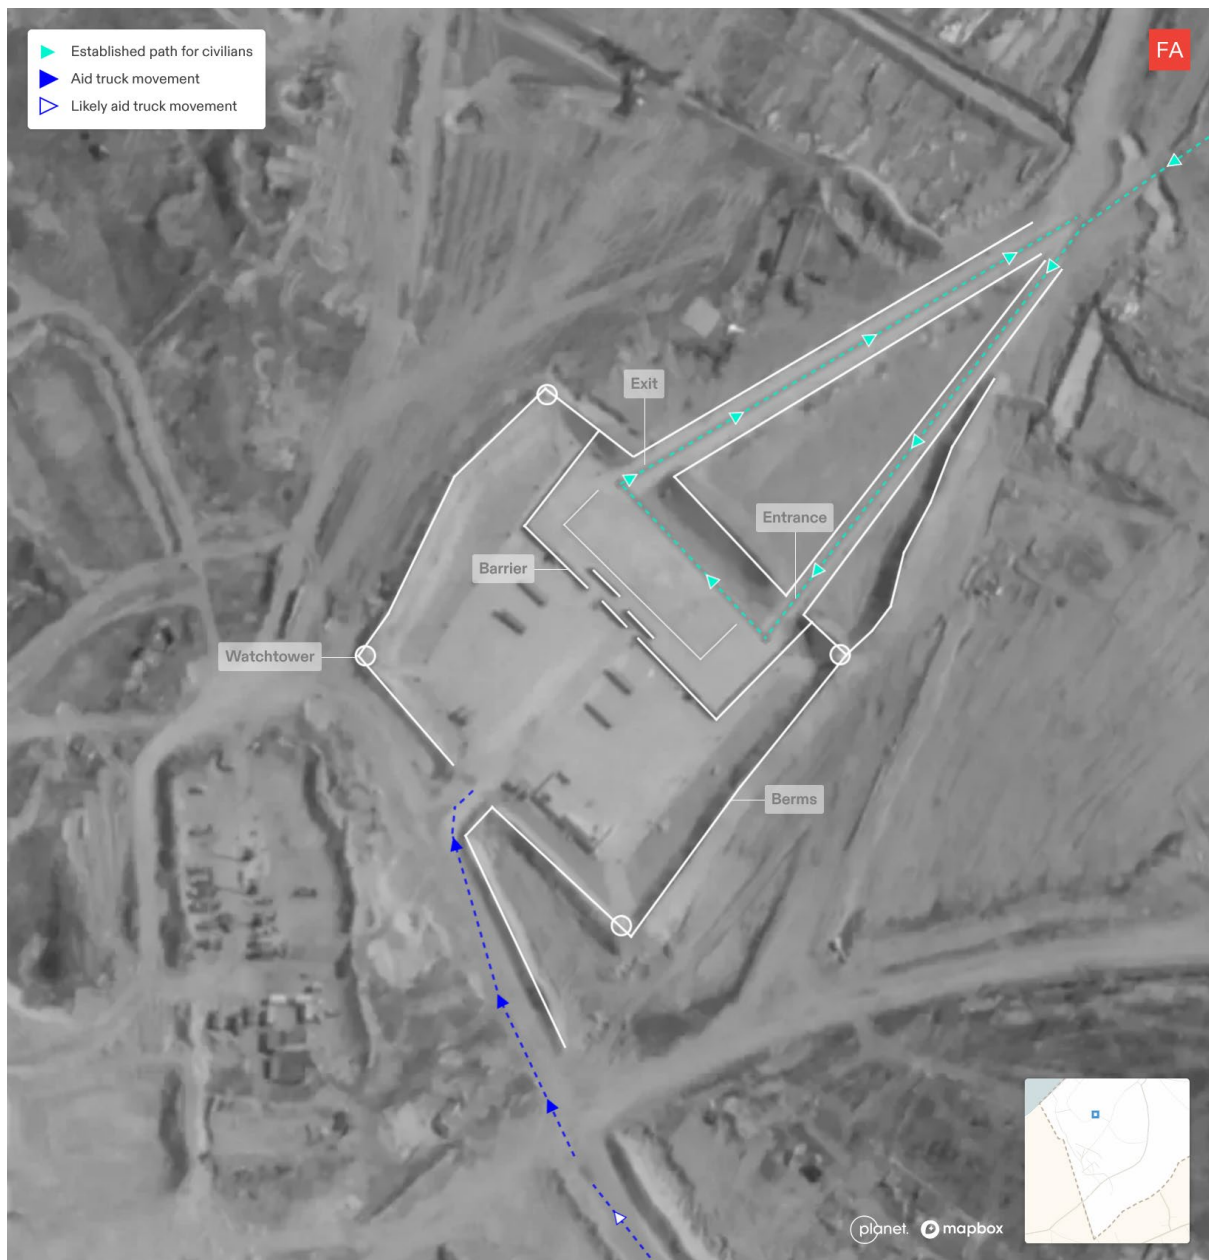 Established path for civilians
Aid truck movement
Likely aid truck movement
FA
Exit
Entrance
Barrier
Watchtower
Berms
planet.
mapbox